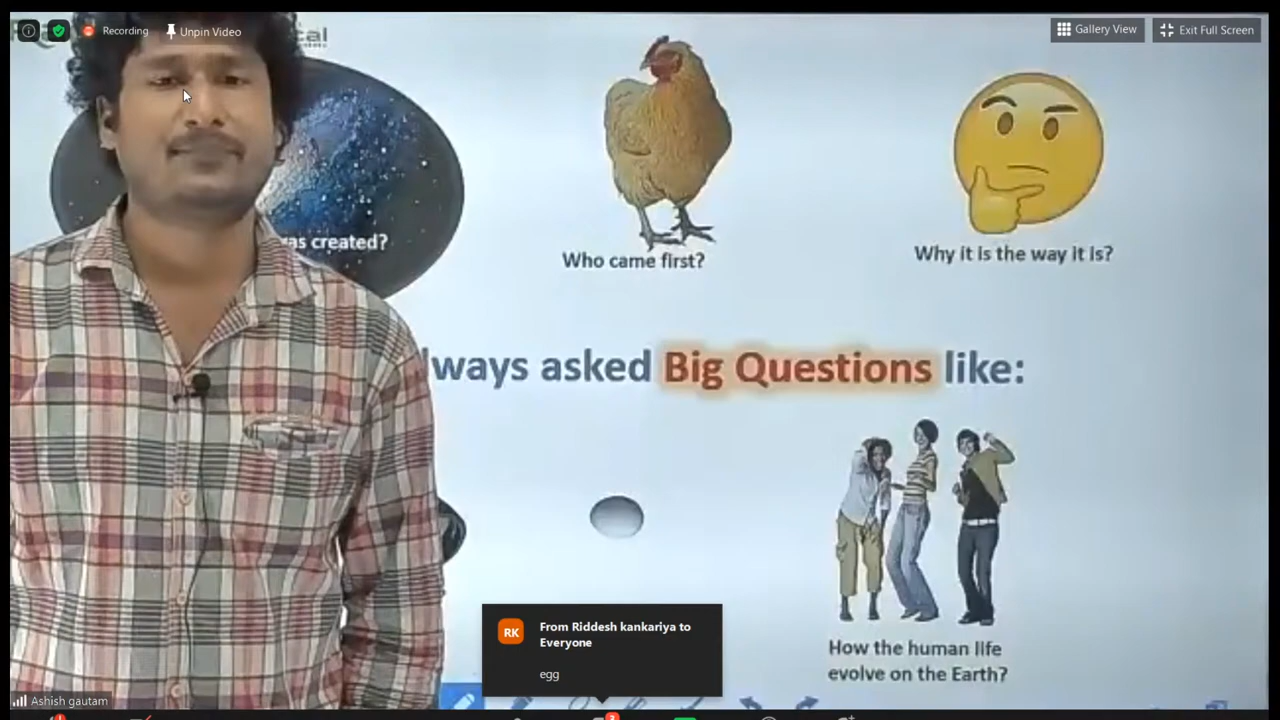 Recording
Unpin Video
Gallery View
Exit Full Screen
as created?
Who came first?
Why it is the way it is?
lways asked Big Questions like:
How the human life
evolve on the Earth?
RK
From Riddesh kankariya to
Everyone
egg
Ashish gautam